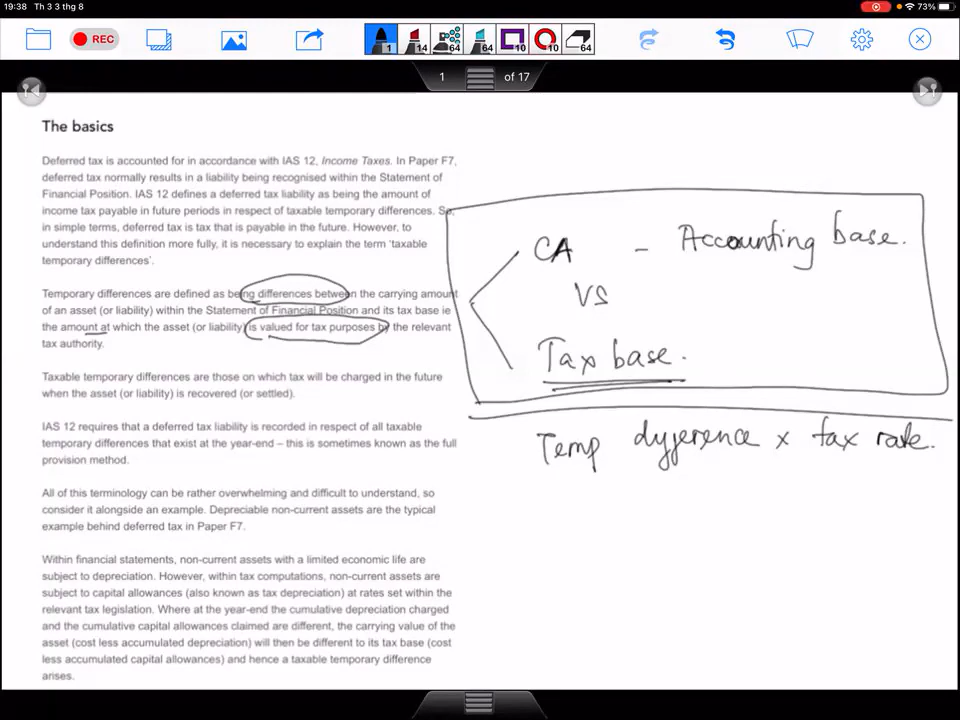 19:38 Th 3 3 thg 8
73%
REC
1
14
64
64
10
10
64
1 of 17
The basics
Deferred tax is accounted for in accordance with IAS 12, Income Taxes. In Paper F7,
deferred tax normally results in a liability being recognised within the Statement of
Financial Position. IAS 12 defines a deferred tax liability as being the amount of
income tax payable in future periods in respect of taxable temporary differences. So,
in simple terms, deferred tax is tax that is payable in the future. However, to
understand this definition more fully, it is necessary to explain the term ‘taxable
temporary differences’.
Temporary differences are defined as being differences between the carrying amount
of an asset (or liability) within the Statement of Financial Position and its tax base ie
the amount at which the asset (or liability) is valued for tax purposes by the relevant
tax authority.
Taxable temporary differences are those on which tax will be charged in the future
when the asset (or liability) is recovered (or settled).
IAS 12 requires that a deferred tax liability is recorded in respect of all taxable
temporary differences that exist at the year-end – this is sometimes known as the full
provision method.
All of this terminology can be rather overwhelming and difficult to understand, so
consider it alongside an example. Depreciable non-current assets are the typical
example behind deferred tax in Paper F7.
Within financial statements, non-current assets with a limited economic life are
subject to depreciation. However, within tax computations, non-current assets are
subject to capital allowances (also known as tax depreciation) at rates set within the
relevant tax legislation. Where at the year-end the cumulative depreciation charged
and the cumulative capital allowances claimed are different, the carrying value of the
asset (cost less accumulated depreciation) will then be different to its tax base (cost
less accumulated capital allowances) and hence a taxable temporary difference
arises.
CA - Accounting base.
VS
Tax base.
Temp difference x tax rate.